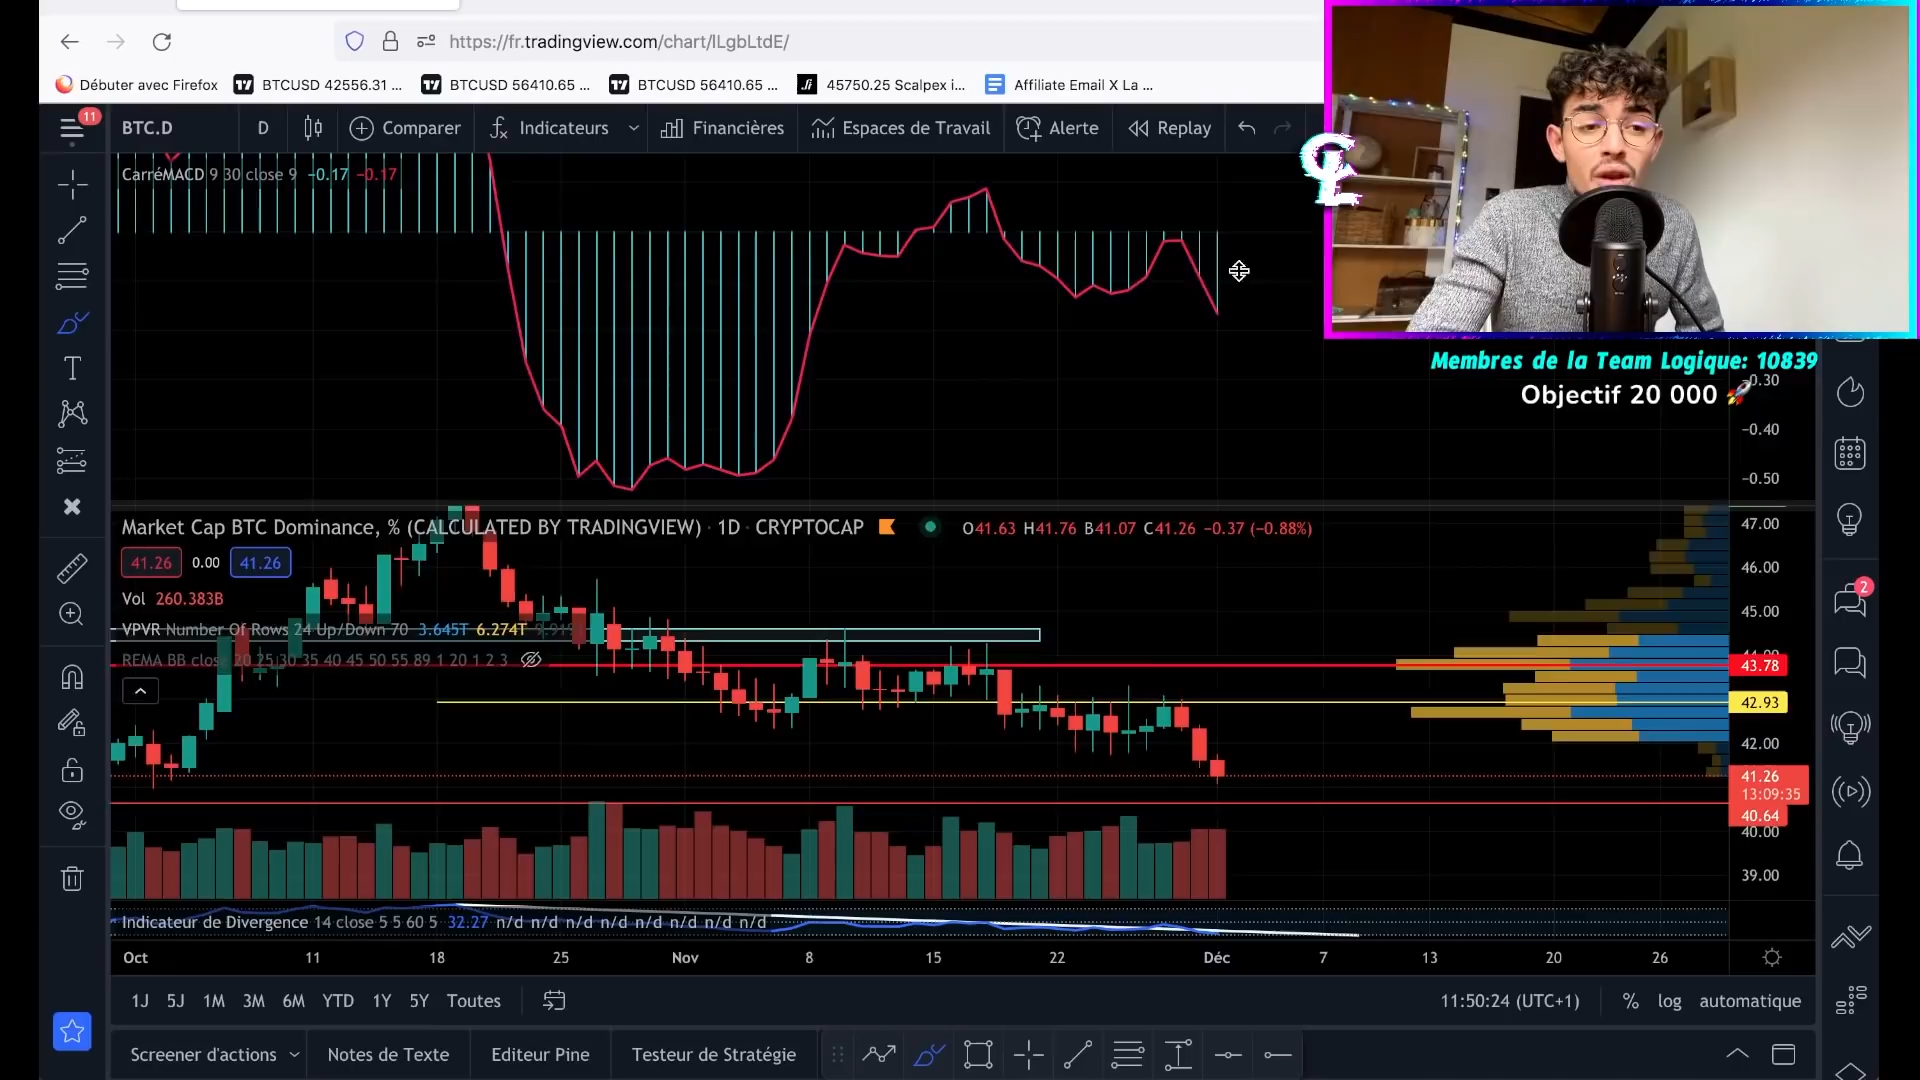 https://fr.tradingview.com/chart/lLgbLtdE/
Débuter avec Firefox
BTCUSD 42556.31 ...
BTCUSD 56410.65 ...
BTCUSD 56410.65 ...
45750.25 Scalpex i...
Affiliate Email X La ...
11
BTC.D
D
Comparer
Indicateurs
Financières
Espaces de Travail
Alerte
Replay
CarréMACD 9 30 close 9 −0.17 −0.17
CL
Membres de la Team Logique: 10839
Objectif 20 000 🚀
−0.30
−0.40
−0.50
Market Cap BTC Dominance, % (CALCULATED BY TRADINGVIEW) · 1D · CRYPTOCAP
O41.63 H41.76 B41.07 C41.26 −0.37 (−0.88%)
41.26 0.00 41.26
Vol 260.383B
VPVR Number Of Rows 24 Up/Down 70 3.645T 6.274T
REMA BB close 20 25 30 35 40 45 50 55 89 1 20 1 2 3
47.00
46.00
45.00
44.00
43.78
42.93
42.00
41.26
13:09:35
40.64
40.00
39.00
2
Indicateur de Divergence 14 close 5 5 60 5 32.27 n/d n/d n/d n/d n/d n/d n/d n/d
Oct 11 18 25 Nov 8 15 22 Déc 7 13 20 26
1J 5J 1M 3M 6M YTD 1Y 5Y Toutes
11:50:24 (UTC+1) % log automatique
Screener d'actions
Notes de Texte
Editeur Pine
Testeur de Stratégie